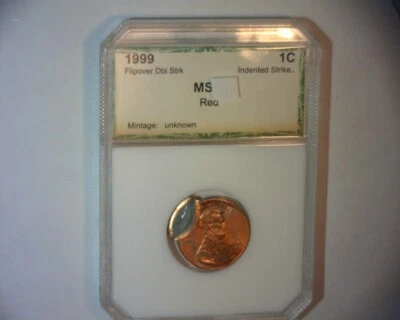 1999 1C
Flipover Dbl Strk Indented Strike..
MS
Red
Mintage: unknown